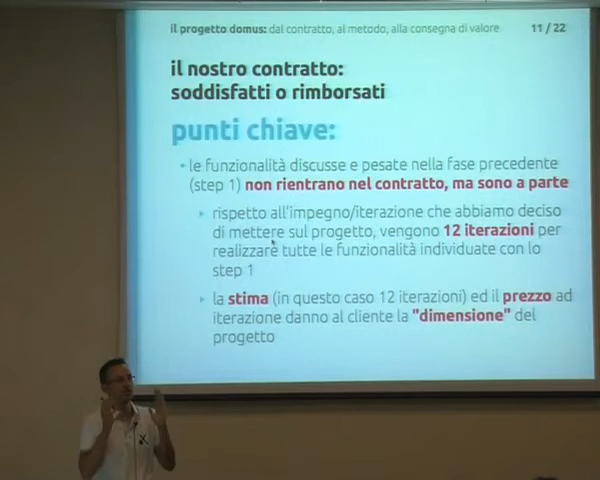 il progetto domus: dal contratto, al metodo, alla consegna di valore 11 / 22
il nostro contratto:
soddisfatti o rimborsati
punti chiave:
le funzionalità discusse e pesate nella fase precedente
(step 1) non rientrano nel contratto, ma sono a parte
rispetto all'impegno/iterazione che abbiamo deciso
di mettere sul progetto, vengono 12 iterazioni per
realizzare tutte le funzionalità individuate con lo
step 1
la stima (in questo caso 12 iterazioni) ed il prezzo ad
iterazione danno al cliente la "dimensione" del
progetto